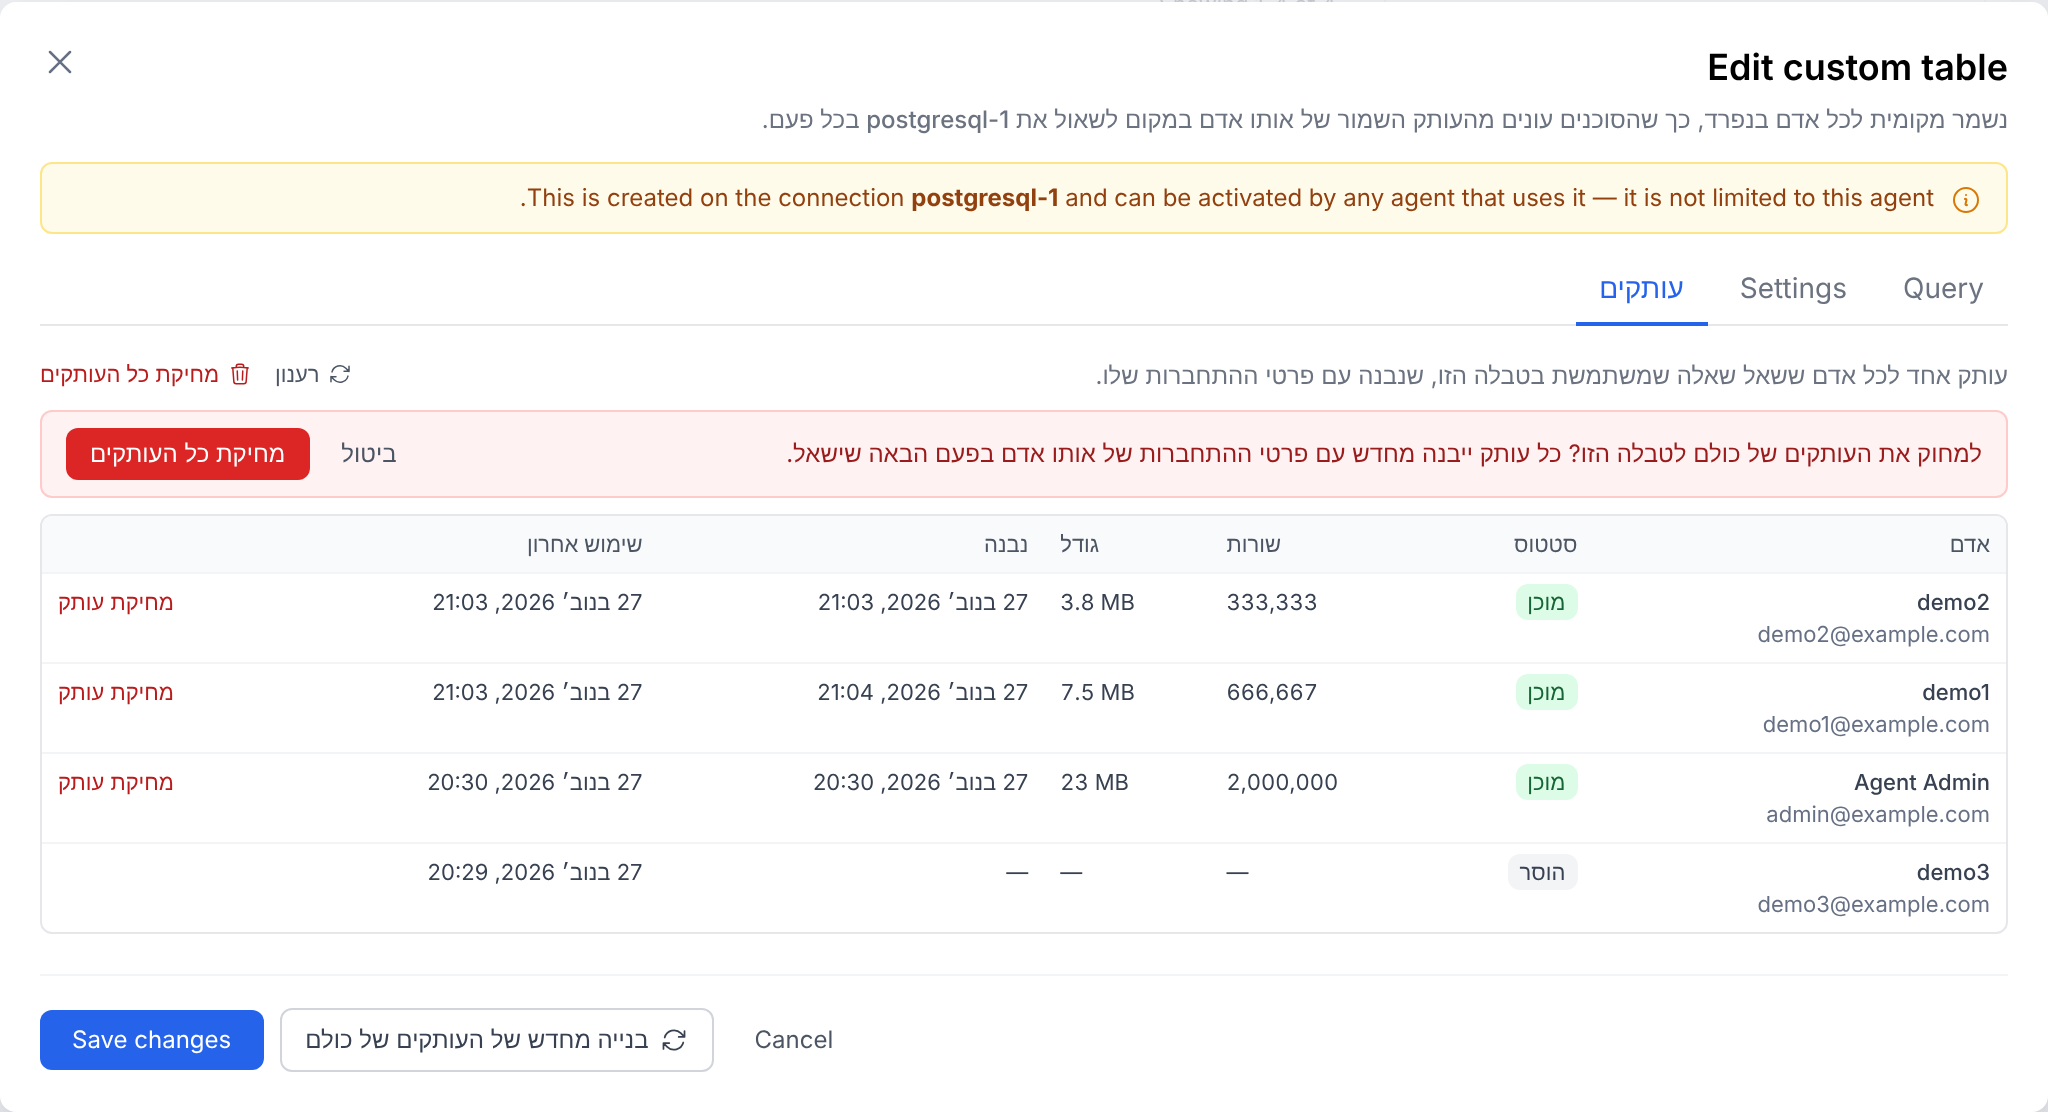 Edit custom table
נשמר מקומית לכל אדם בנפרד, כך שהסוכנים עונים מהעותק השמור של אותו אדם במקום לשאול את postgresql-1 בכל פעם.
This is created on the connection postgresql-1 and can be activated by any agent that uses it — it is not limited to this agent.
Query Settings עותקים
עותק אחד לכל אדם ששאל שאלה שמשתמשת בטבלה הזו, שנבנה עם פרטי ההתחברות שלו. רענון מחיקת כל העותקים
למחוק את העותקים של כולם לטבלה הזו? כל עותק ייבנה מחדש עם פרטי ההתחברות של אותו אדם בפעם הבאה שישאל. ביטול מחיקת כל העותקים
אדם סטטוס שורות גודל נבנה שימוש אחרון
demo2 מוכן 333,333 3.8 MB 27 בנוב׳ 2026, 21:03 27 בנוב׳ 2026, 21:03 מחיקת עותק
demo2@example.com
demo1 מוכן 666,667 7.5 MB 27 בנוב׳ 2026, 21:04 27 בנוב׳ 2026, 21:03 מחיקת עותק
demo1@example.com
Agent Admin מוכן 2,000,000 23 MB 27 בנוב׳ 2026, 20:30 27 בנוב׳ 2026, 20:30 מחיקת עותק
admin@example.com
demo3 הוסר — — — 27 בנוב׳ 2026, 20:29
demo3@example.com
Cancel בנייה מחדש של העותקים של כולם Save changes